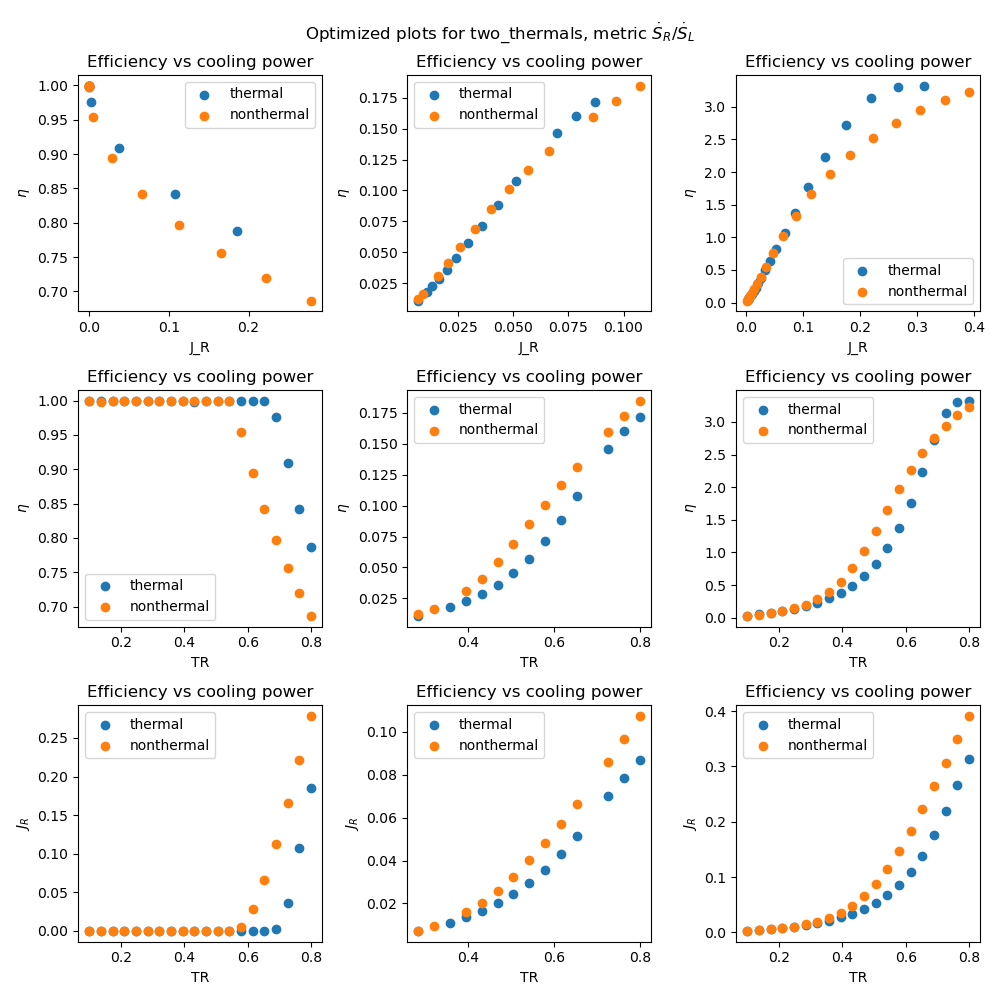 Optimized plots for two_thermals, metric Ṡ_R/Ṡ_L
Efficiency vs cooling power
1.00
0.95
0.90
0.85
0.80
0.75
0.70
η
0.0
0.1
0.2
J_R
thermal
nonthermal
Efficiency vs cooling power
0.175
0.150
0.125
0.100
0.075
0.050
0.025
η
0.025
0.050
0.075
0.100
J_R
thermal
nonthermal
Efficiency vs cooling power
3.0
2.5
2.0
1.5
1.0
0.5
0.0
η
0.0
0.1
0.2
0.3
0.4
J_R
thermal
nonthermal
Efficiency vs cooling power
1.00
0.95
0.90
0.85
0.80
0.75
0.70
η
0.2
0.4
0.6
0.8
TR
thermal
nonthermal
Efficiency vs cooling power
0.175
0.150
0.125
0.100
0.075
0.050
0.025
η
0.4
0.6
0.8
TR
thermal
nonthermal
Efficiency vs cooling power
3.0
2.5
2.0
1.5
1.0
0.5
0.0
η
0.2
0.4
0.6
0.8
TR
thermal
nonthermal
Efficiency vs cooling power
0.25
0.20
0.15
0.10
0.05
0.00
J_R
0.2
0.4
0.6
0.8
TR
thermal
nonthermal
Efficiency vs cooling power
0.10
0.08
0.06
0.04
0.02
J_R
0.4
0.6
0.8
TR
thermal
nonthermal
Efficiency vs cooling power
0.4
0.3
0.2
0.1
0.0
J_R
0.2
0.4
0.6
0.8
TR
thermal
nonthermal